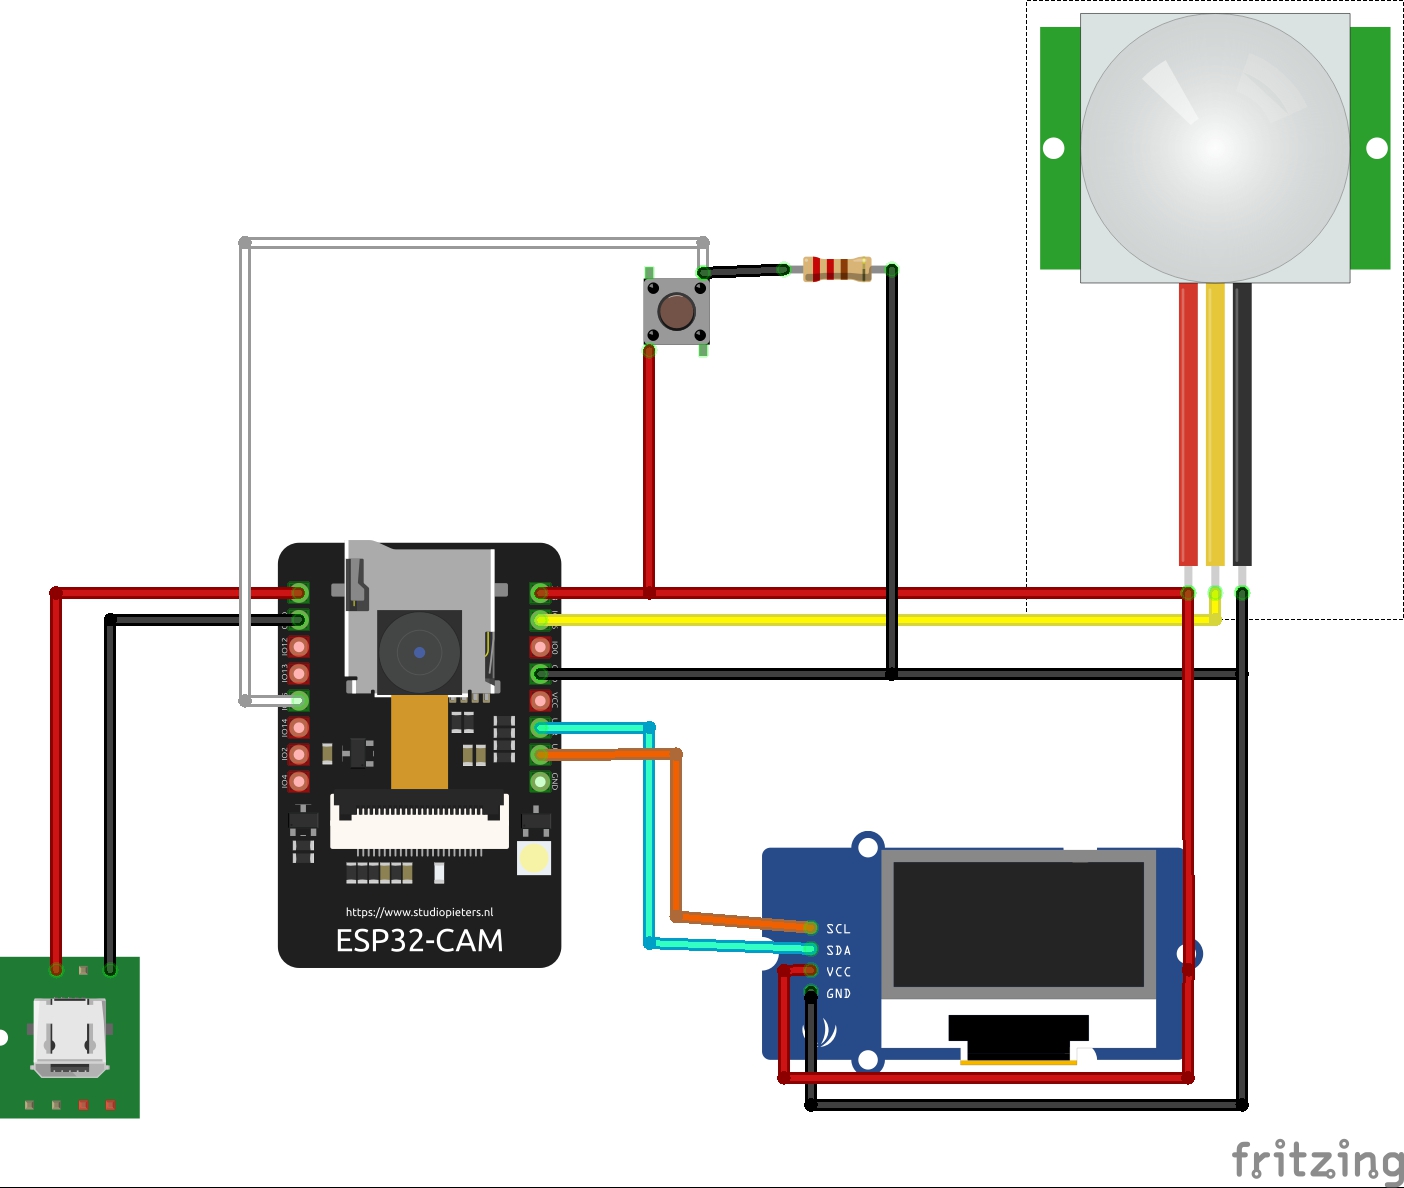 IO12
IO13
IO14
IO2
IO4
IO0
VCC
GND
https://www.studiopieters.nl
ESP32-CAM
SCL
SDA
VCC
GND
fritzing